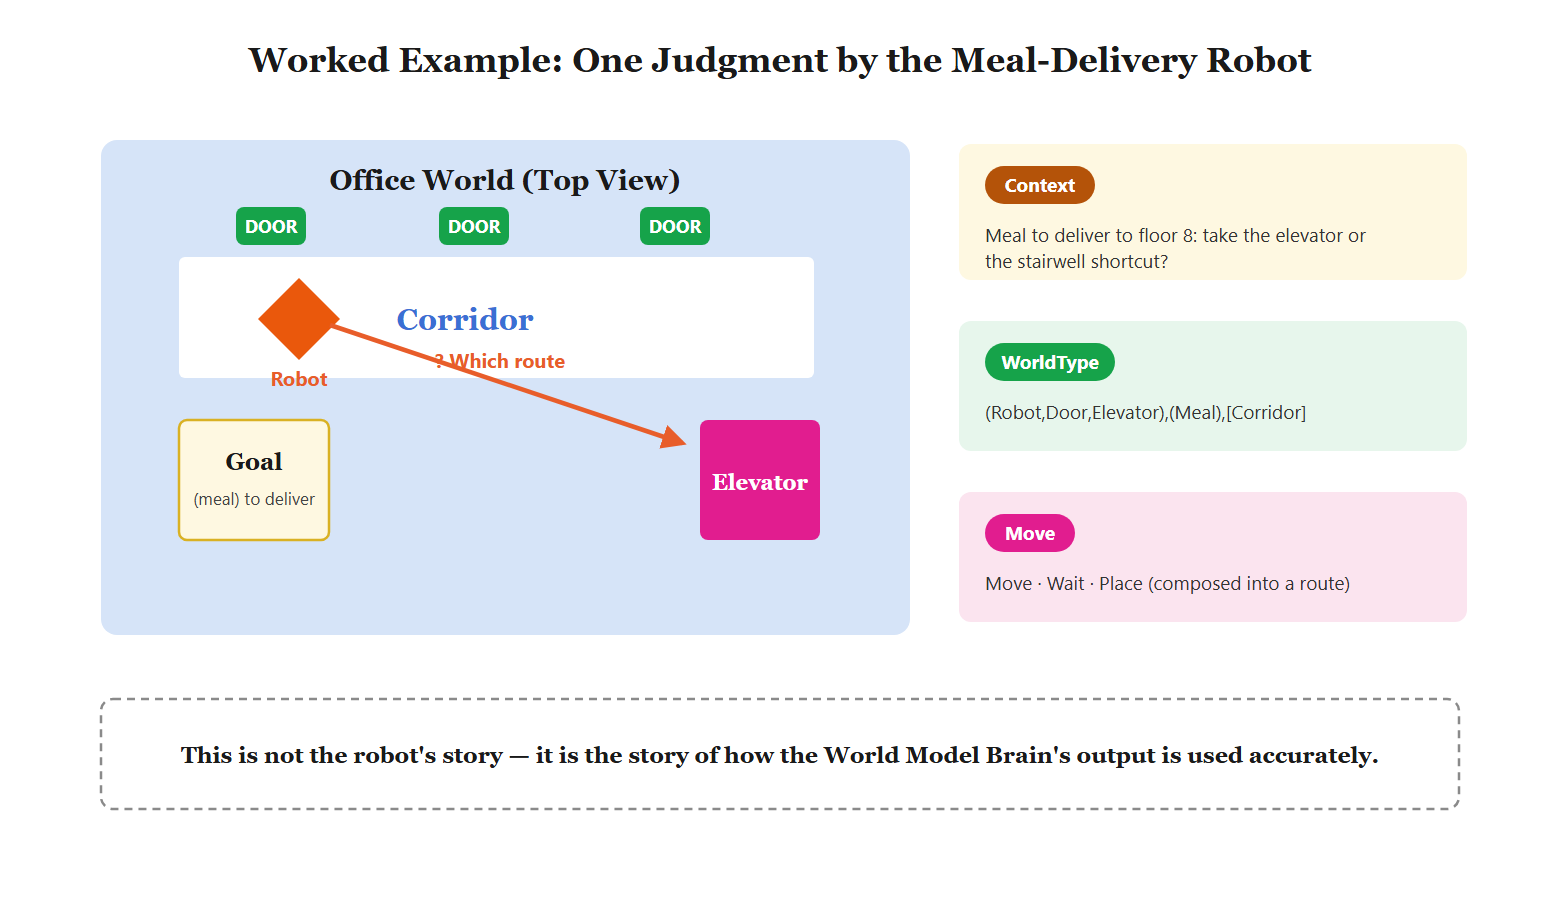 Worked Example: One Judgment by the Meal-Delivery Robot
Office World (Top View)
DOOR
DOOR
DOOR
Corridor
? Which route
Robot
Goal
(meal) to deliver
Elevator
Context
Meal to deliver to floor 8: take the elevator or
the stairwell shortcut?
WorldType
(Robot,Door,Elevator),(Meal),[Corridor]
Move
Move · Wait · Place (composed into a route)
This is not the robot's story — it is the story of how the World Model Brain's output is used accurately.